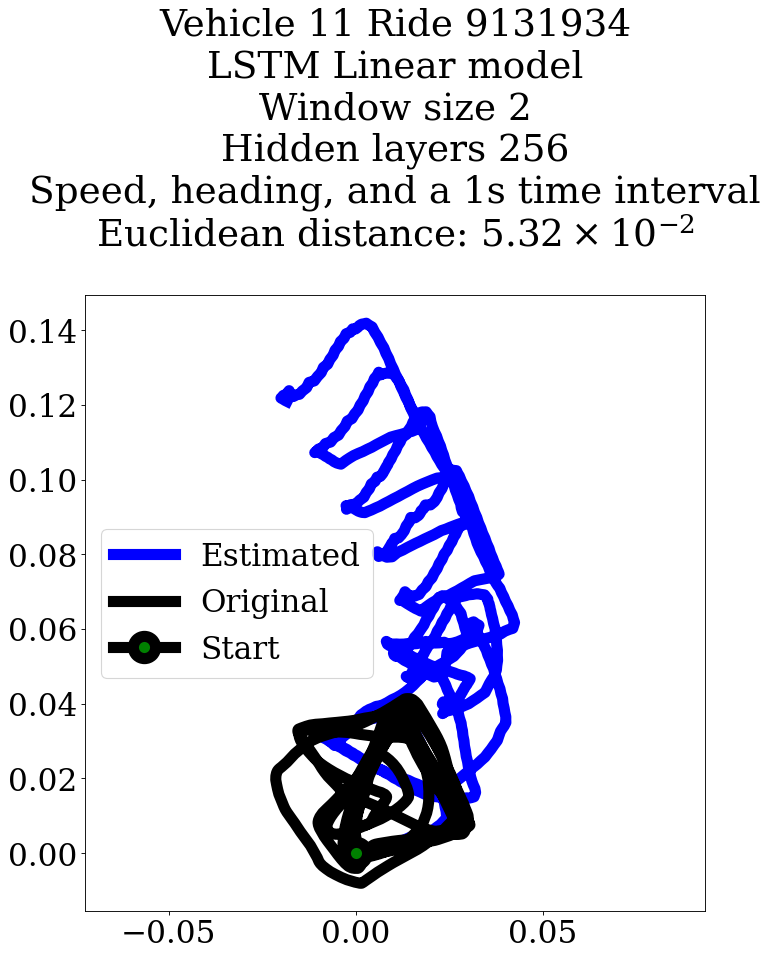 Vehicle 11 Ride 9131934
LSTM Linear model
Window size 2
Hidden layers 256
Speed, heading, and a 1s time interval
Euclidean distance: 5.32 × 10⁻²
0.14
0.12
0.10
0.08
0.06
0.04
0.02
0.00
Estimated
Original
Start
−0.05
0.00
0.05